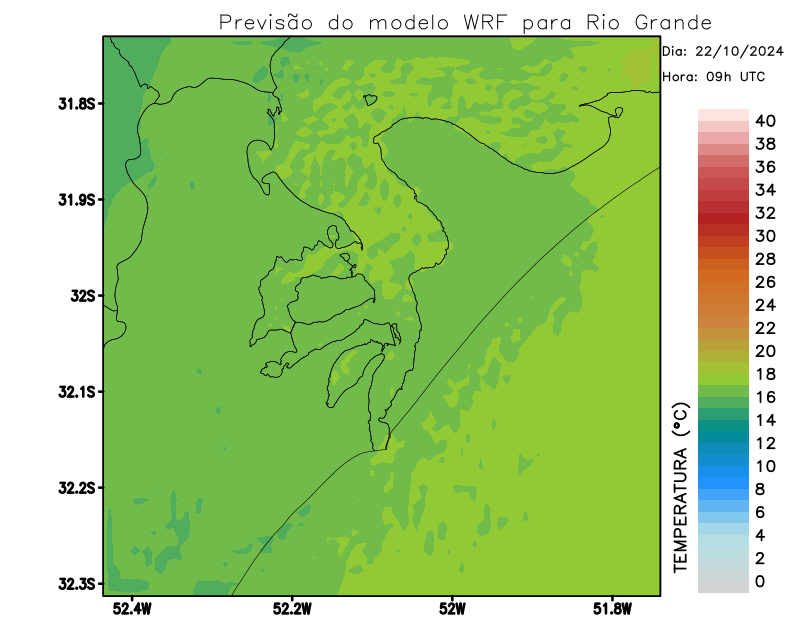 Previsão do modelo WRF para Rio Grande
Dia: 22/10/2024
Hora: 09h UTC
31.8S
31.9S
32S
32.1S
32.2S
32.3S
52.4W
52.2W
52W
51.8W
TEMPERATURA (°C)
40
38
36
34
32
30
28
26
24
22
20
18
16
14
12
10
8
6
4
2
0